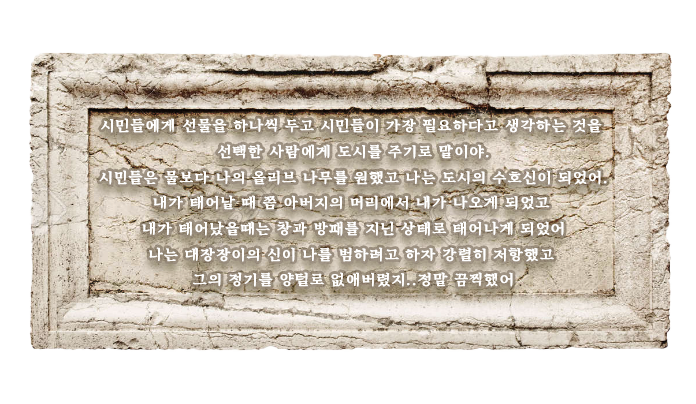 시민들에게 선물을 하나씩 두고 시민들이 가장 필요하다고 생각하는 것을
선택한 사람에게 도시를 주기로 말이야.
시민들은 물보다 나의 올리브 나무를 원했고 나는 도시의 수호신이 되었어.
내가 태어날 때 쯤 아버지의 머리에서 내가 나오게 되었고
내가 태어났을때는 창과 방패를 지닌 상태로 태어나게 되었어
나는 대장장이의 신이 나를 범하려고 하자 강렬히 저항했고
그의 정기를 양털로 없애버렸지..정말 끔찍했어